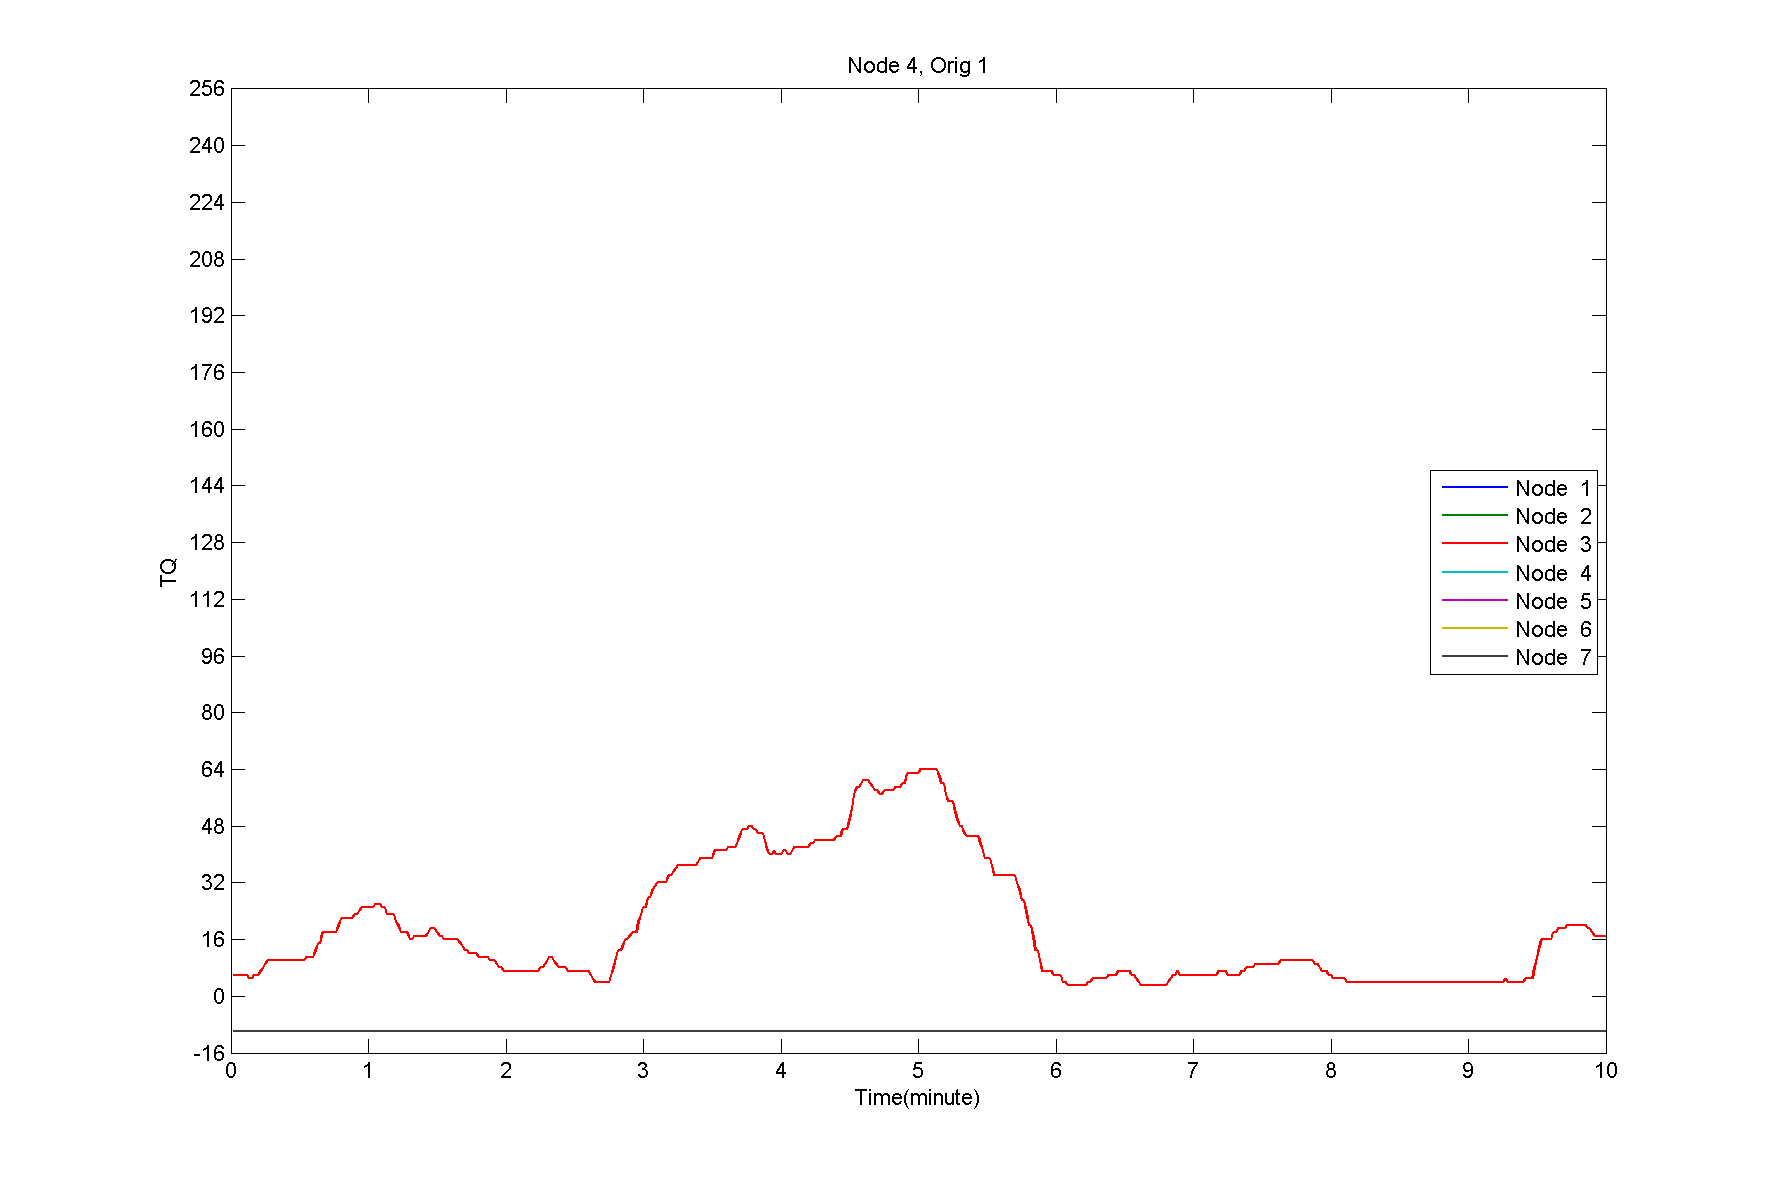 Node 4, Orig 1
256
240
224
208
192
176
160
144
128
112
96
80
64
48
32
16
0
-16
TQ
Node 1
Node 2
Node 3
Node 4
Node 5
Node 6
Node 7
0 1 2 3 4 5 6 7 8 9 10
Time(minute)